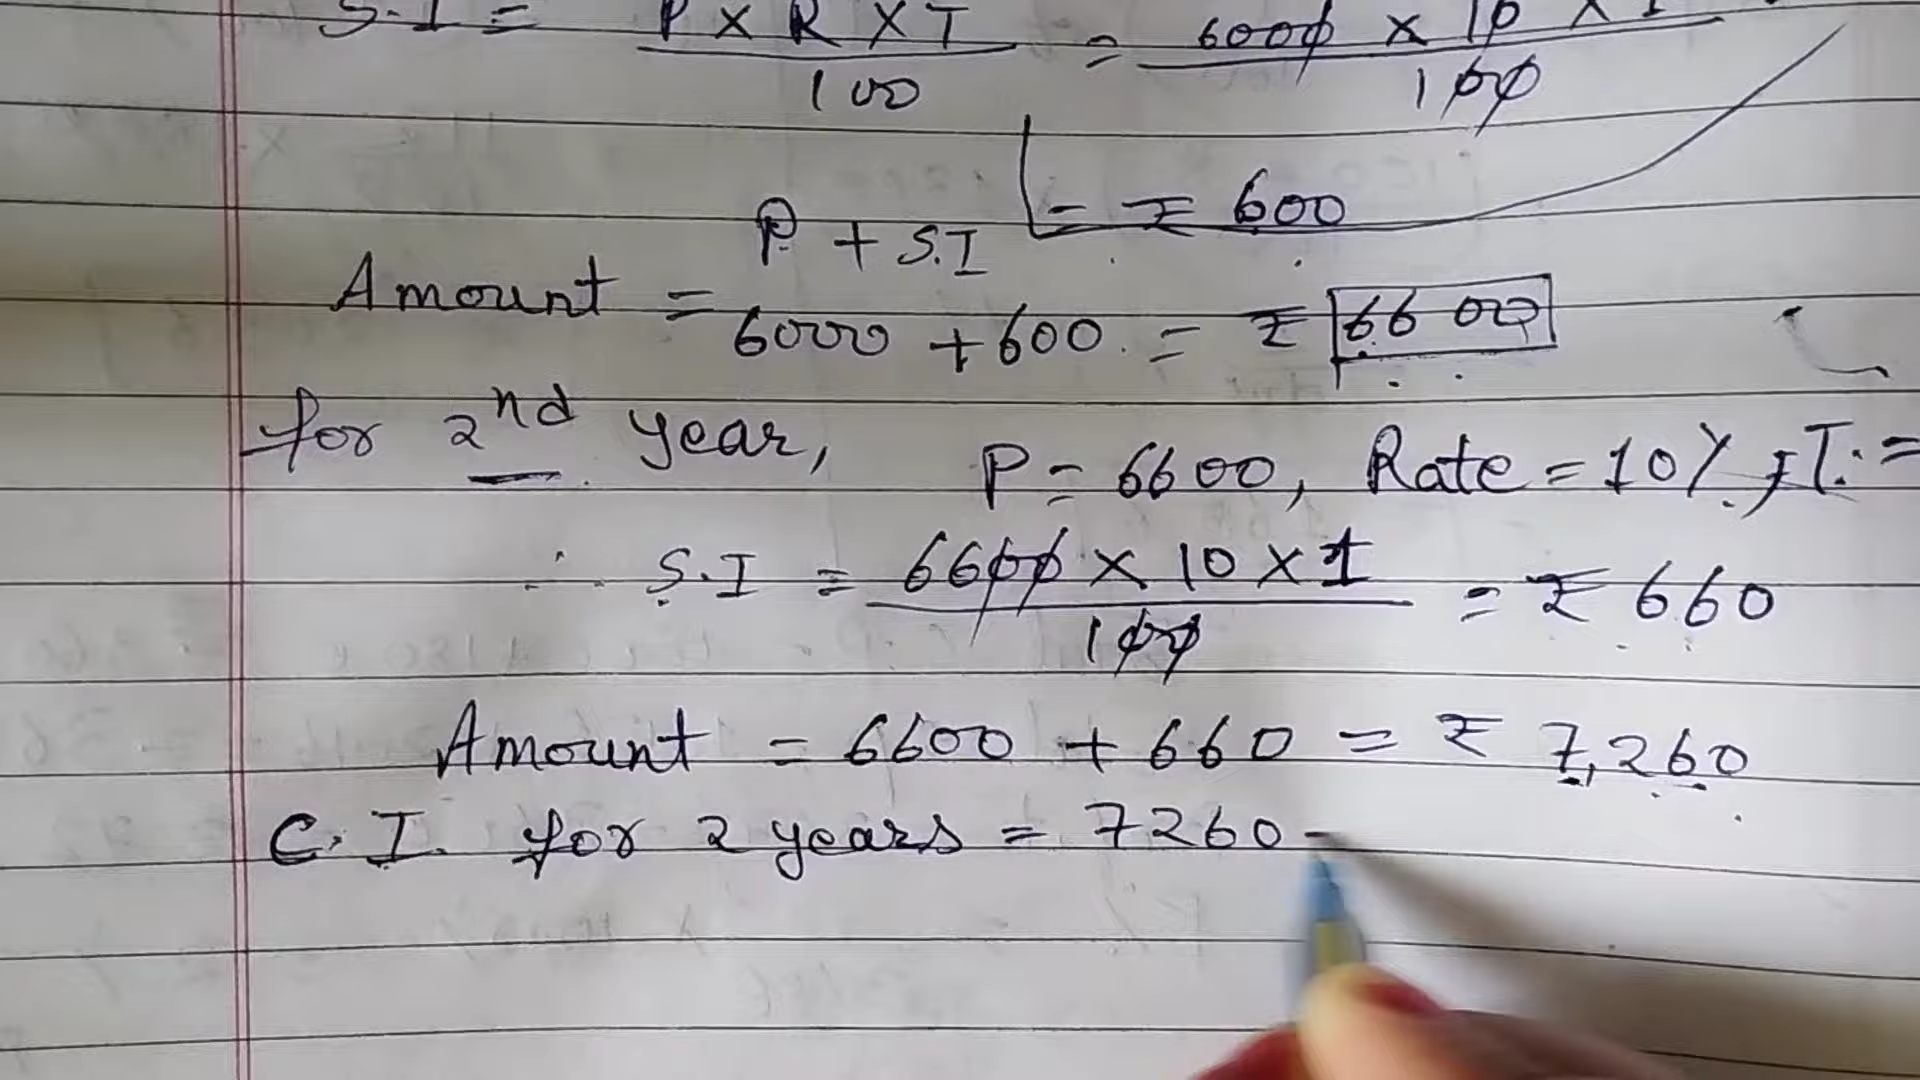 S.I = P X R X T / 100 = 6000 x 10 x 1 / 100
= ₹ 600
P + S.I
Amount = 6000 + 600 = ₹ 6600
for 2nd year, P = 6600, Rate = 10%, T. =
∴ S.I = 6600 x 10 x 1 / 100 = ₹ 660
Amount = 6600 + 660 = ₹ 7,260
C.I. for 2 years = 7260 -